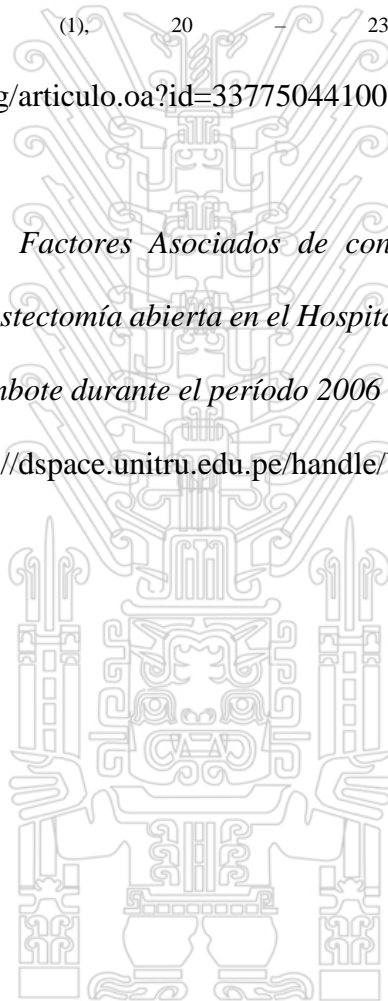 (1), 20 – 23
g/articulo.oa?id=33775044100
Factores Asociados de con
stectomía abierta en el Hospita
nbote durante el período 2006
//dspace.unitru.edu.pe/handle/